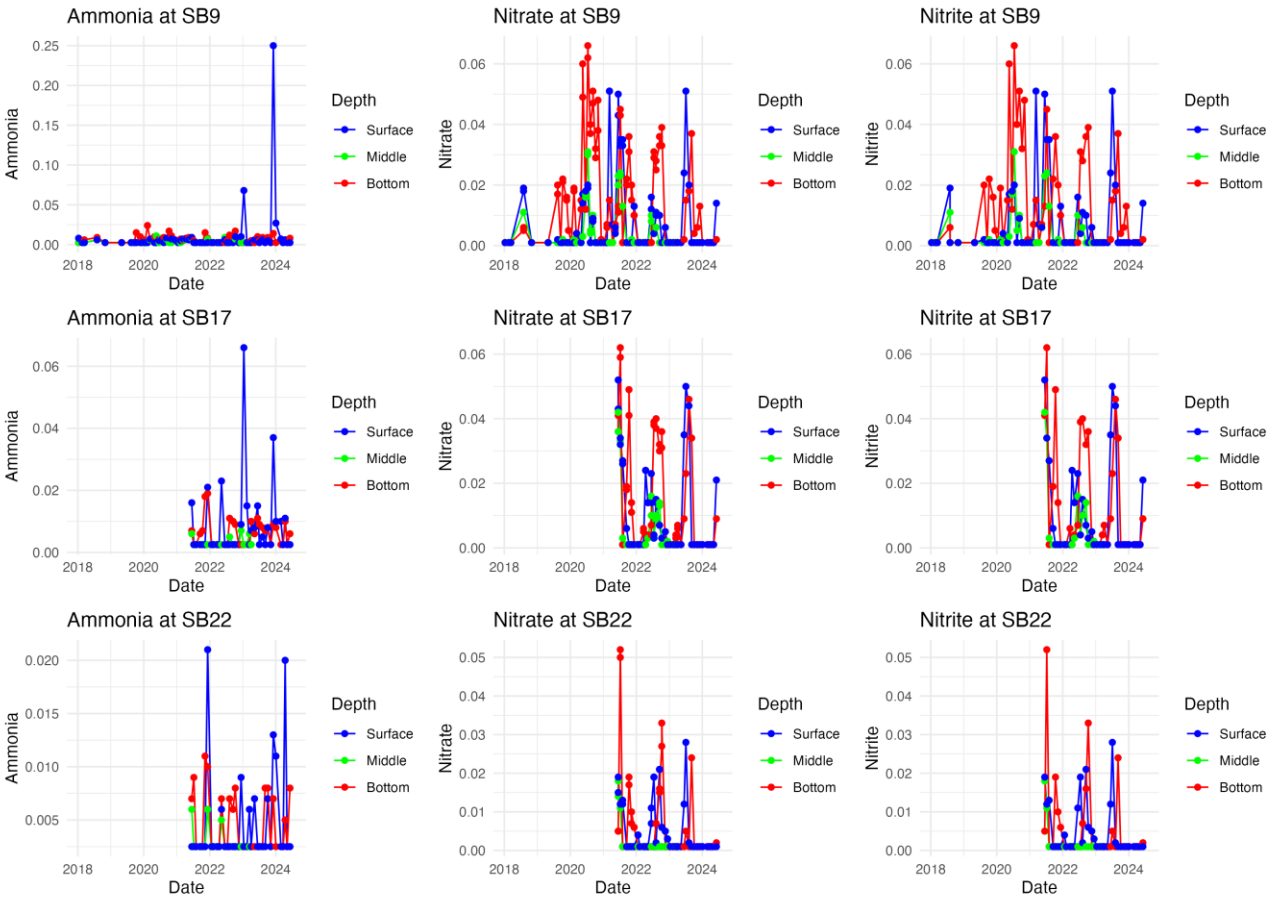 Ammonia at SB9
Ammonia
0.25
0.20
0.15
0.10
0.05
0.00
2018 2020 2022 2024
Date
Depth
Surface
Middle
Bottom
Nitrate at SB9
Nitrate
0.06
0.04
0.02
0.00
2018 2020 2022 2024
Date
Depth
Surface
Middle
Bottom
Nitrite at SB9
Nitrite
0.06
0.04
0.02
0.00
2018 2020 2022 2024
Date
Depth
Surface
Middle
Bottom
Ammonia at SB17
Ammonia
0.06
0.04
0.02
0.00
2018 2020 2022 2024
Date
Depth
Surface
Middle
Bottom
Nitrate at SB17
Nitrate
0.06
0.04
0.02
0.00
2018 2020 2022 2024
Date
Depth
Surface
Middle
Bottom
Nitrite at SB17
Nitrite
0.06
0.04
0.02
0.00
2018 2020 2022 2024
Date
Depth
Surface
Middle
Bottom
Ammonia at SB22
Ammonia
0.020
0.015
0.010
0.005
2018 2020 2022 2024
Date
Depth
Surface
Middle
Bottom
Nitrate at SB22
Nitrate
0.05
0.04
0.03
0.02
0.01
0.00
2018 2020 2022 2024
Date
Depth
Surface
Middle
Bottom
Nitrite at SB22
Nitrite
0.05
0.04
0.03
0.02
0.01
0.00
2018 2020 2022 2024
Date
Depth
Surface
Middle
Bottom